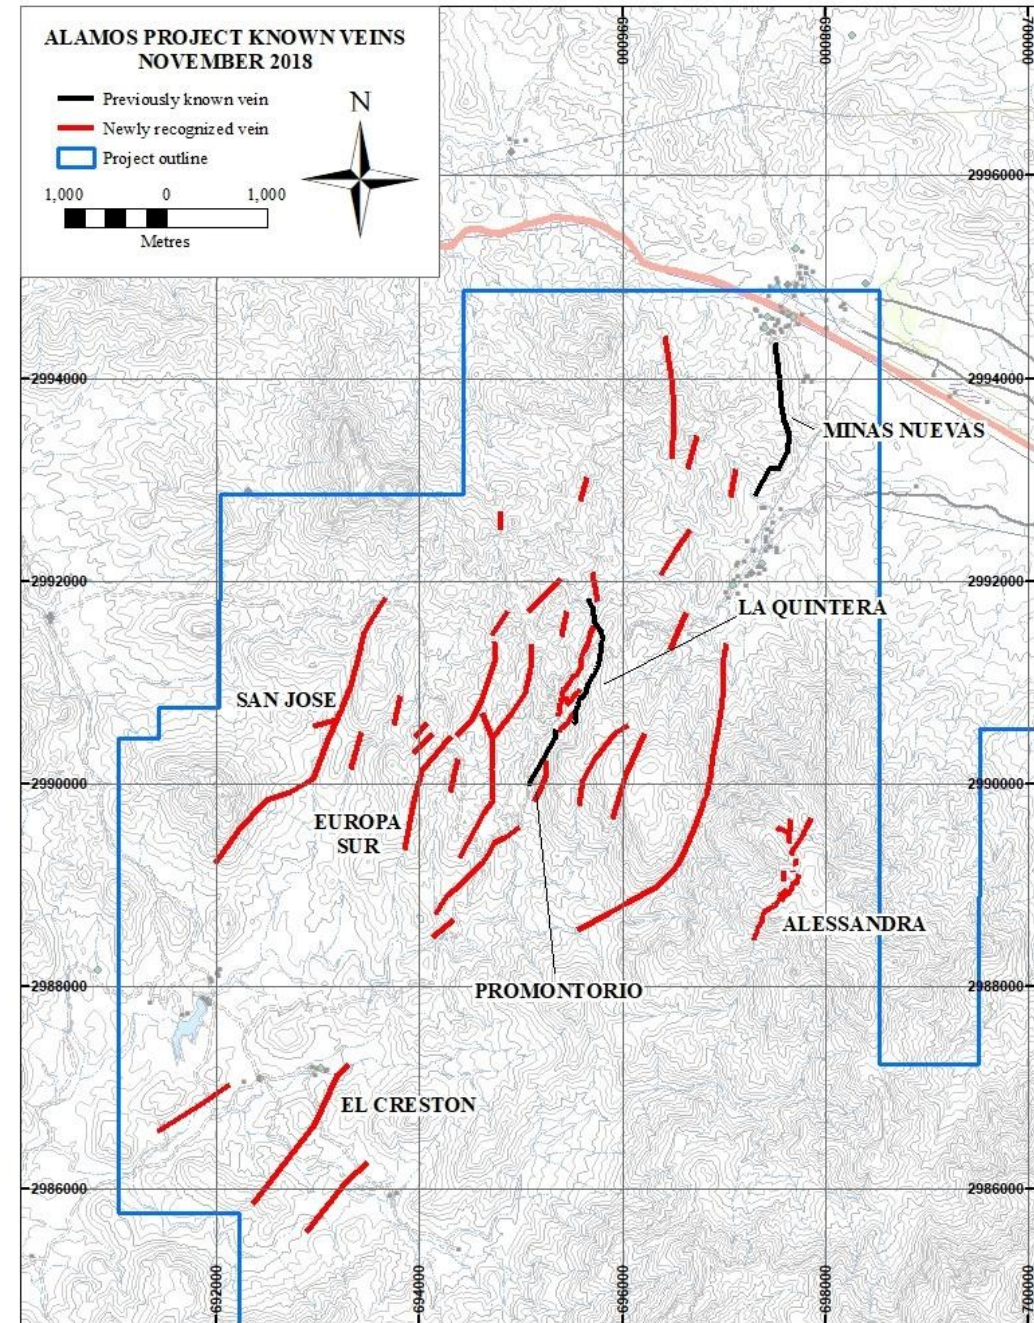 ALAMOS PROJECT KNOWN VEINS
NOVEMBER 2018
Previously known vein
Newly recognized vein
Project outline
N
1,000 0 1,000
Metres
696000
698000
700000
2996000
2994000
2994000
MINAS NUEVAS
2992000
2992000
LA QUINTERA
SAN JOSE
2990000
2990000
EUROPA
SUR
ALESSANDRA
2988000
2988000
PROMONTORIO
EL CRESTON
2986000
2986000
692000
694000
696000
698000
700000